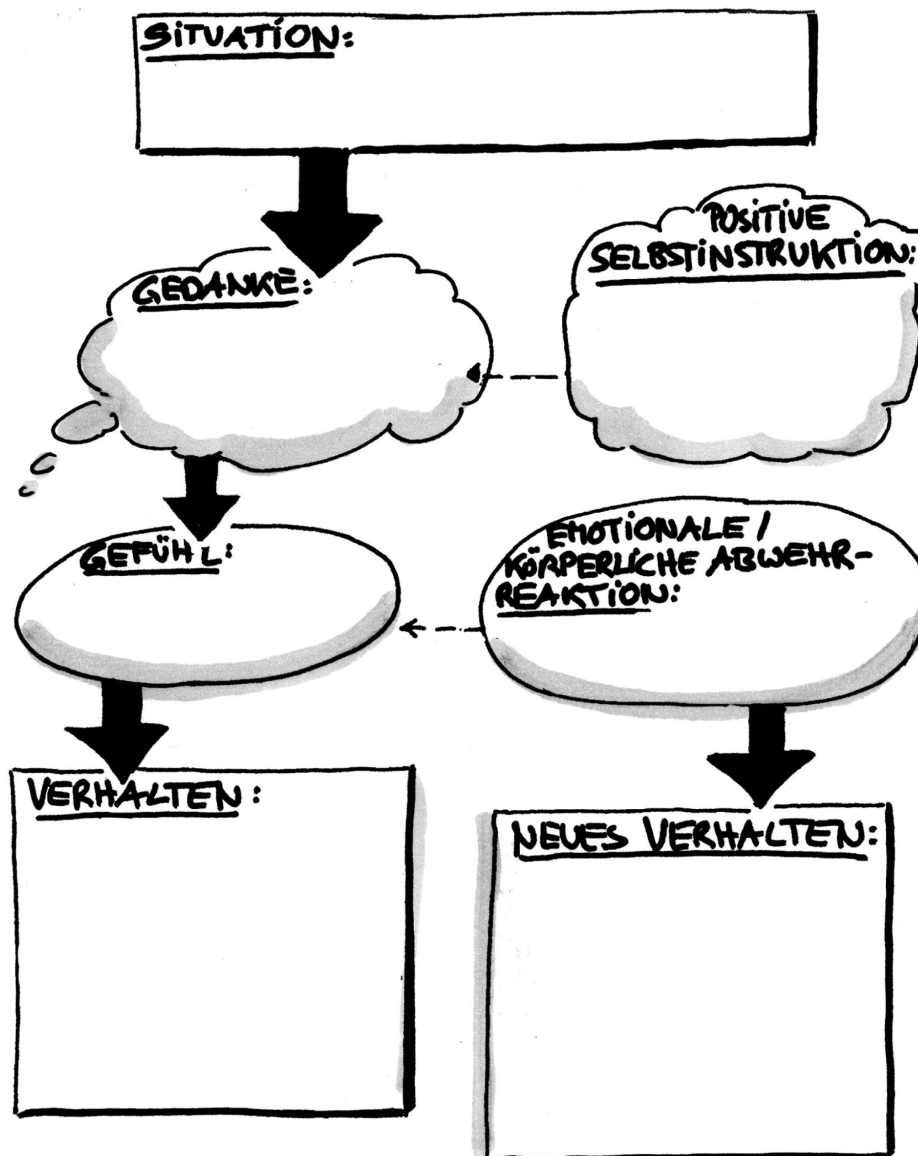 SITUATION:
POSITIVE
SELBSTINSTRUKTION:
GEDANKE:
EMOTIONALE /
KÖRPERLICHE ABWEHR-
REAKTION:
GEFÜHL:
VERHALTEN:
NEUES VERHALTEN: